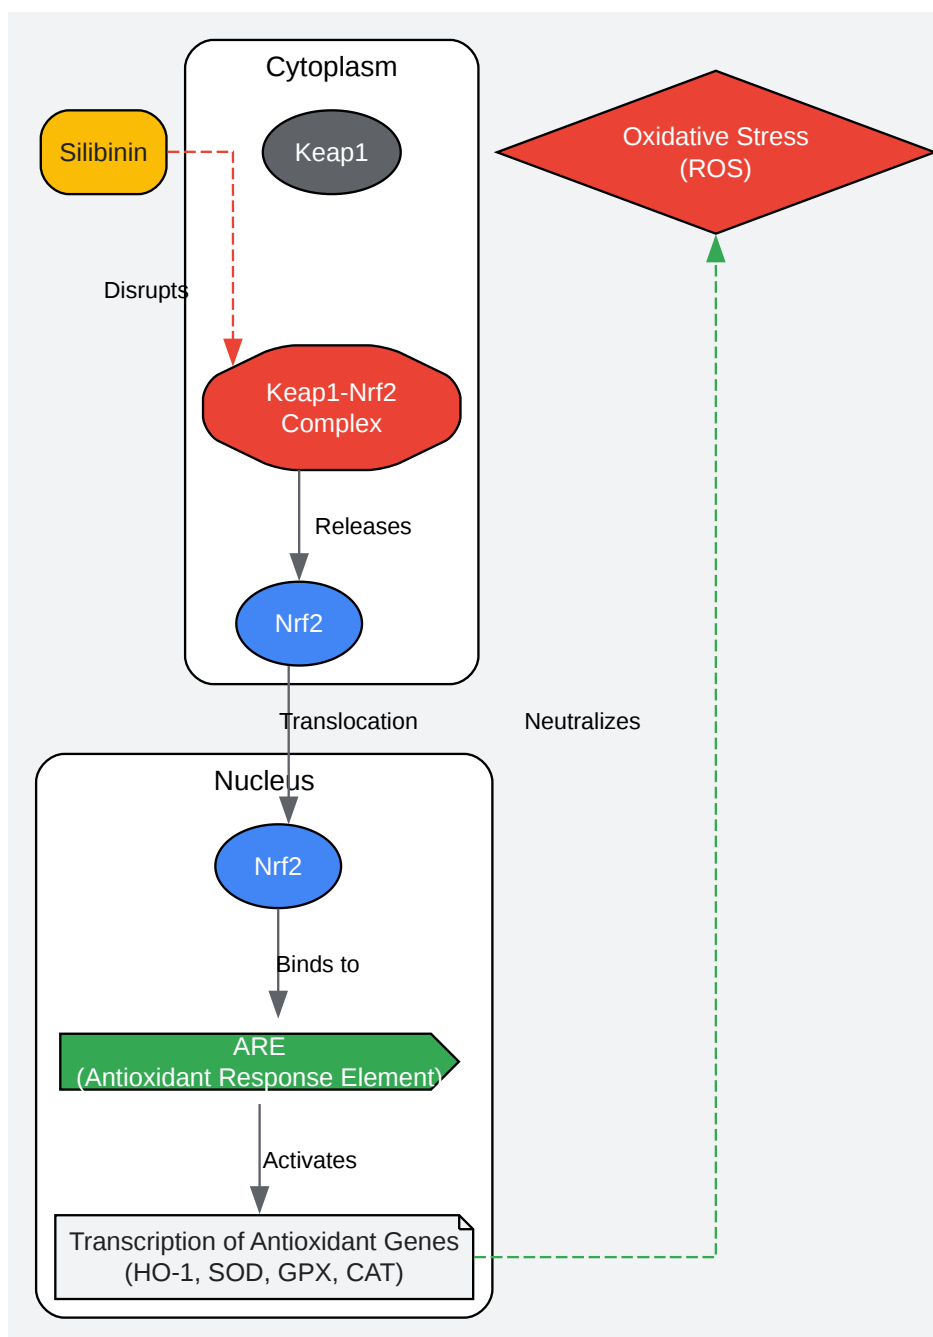 Cytoplasm
Silibinin
Keap1
Oxidative Stress
(ROS)
Disrupts
Keap1-Nrf2
Complex
Releases
Nrf2
Translocation
Neutralizes
Nucleus
Nrf2
Binds to
ARE
(Antioxidant Response Element)
Activates
Transcription of Antioxidant Genes
(HO-1, SOD, GPX, CAT)